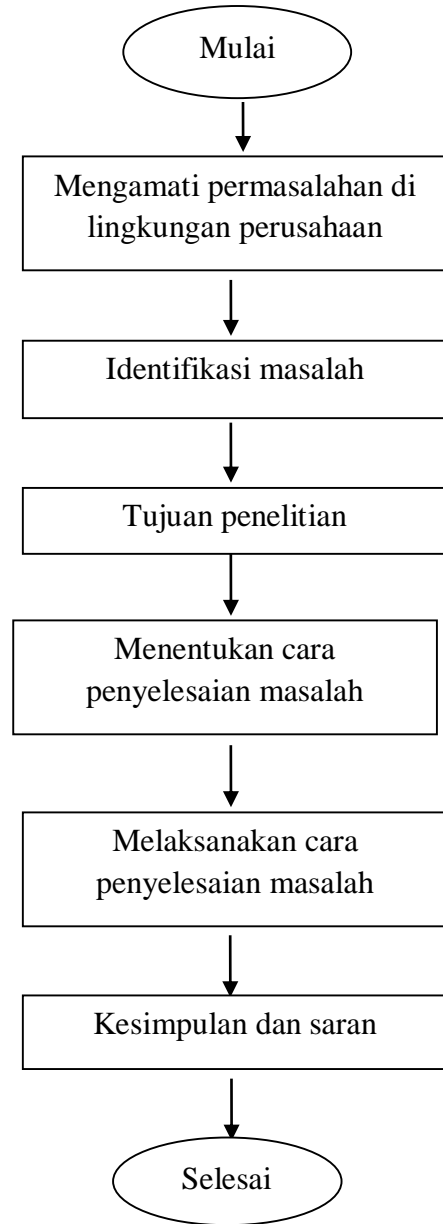 Mulai
Mengamati permasalahan di
lingkungan perusahaan
Identifikasi masalah
Tujuan penelitian
Menentukan cara
penyelesaian masalah
Melaksanakan cara
penyelesaian masalah
Kesimpulan dan saran
Selesai